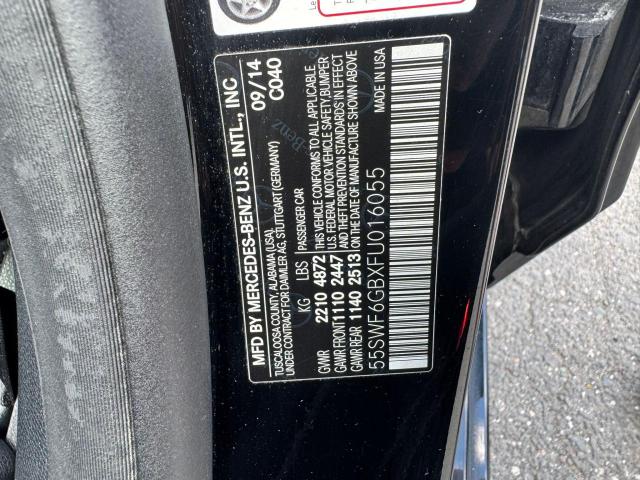 MFD BY MERCEDES-BENZ U.S. INTL., INC
TUSCALOOSA COUNTY, ALABAMA (USA)
UNDER CONTRACT FOR DAIMLER AG, STUTTGART (GERMANY)
09/14
C040
KG LBS
GVWR 2210 4872
GAWR FRONT 1110 2447
GAWR REAR 1140 2513
PASSENGER CAR
THIS VEHICLE CONFORMS TO ALL APPLICABLE
U.S. FEDERAL MOTOR VEHICLE SAFETY, BUMPER
AND THEFT PREVENTION STANDARDS IN EFFECT
ON THE DATE OF MANUFACTURE SHOWN ABOVE
MADE IN USA
55SWF6GBXFU016055